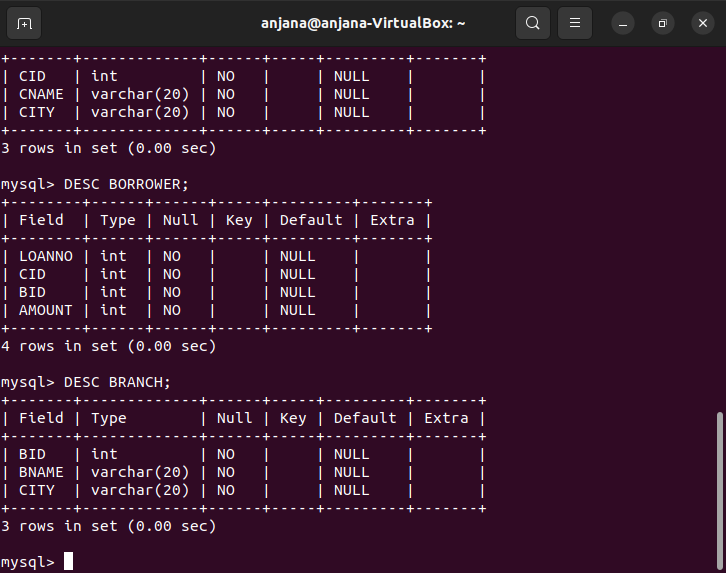 anjana@anjana-VirtualBox: ~
+-------+-------------+------+-----+---------+-------+
| CID   | int         | NO   |     | NULL    |       |
| CNAME | varchar(20) | NO   |     | NULL    |       |
| CITY  | varchar(20) | NO   |     | NULL    |       |
+-------+-------------+------+-----+---------+-------+
3 rows in set (0.00 sec)

mysql> DESC BORROWER;
+--------+------+------+-----+---------+-------+
| Field  | Type | Null | Key | Default | Extra |
+--------+------+------+-----+---------+-------+
| LOANNO | int  | NO   |     | NULL    |       |
| CID    | int  | NO   |     | NULL    |       |
| BID    | int  | NO   |     | NULL    |       |
| AMOUNT | int  | NO   |     | NULL    |       |
+--------+------+------+-----+---------+-------+
4 rows in set (0.00 sec)

mysql> DESC BRANCH;
+-------+-------------+------+-----+---------+-------+
| Field | Type        | Null | Key | Default | Extra |
+-------+-------------+------+-----+---------+-------+
| BID   | int         | NO   |     | NULL    |       |
| BNAME | varchar(20) | NO   |     | NULL    |       |
| CITY  | varchar(20) | NO   |     | NULL    |       |
+-------+-------------+------+-----+---------+-------+
3 rows in set (0.00 sec)

mysql>